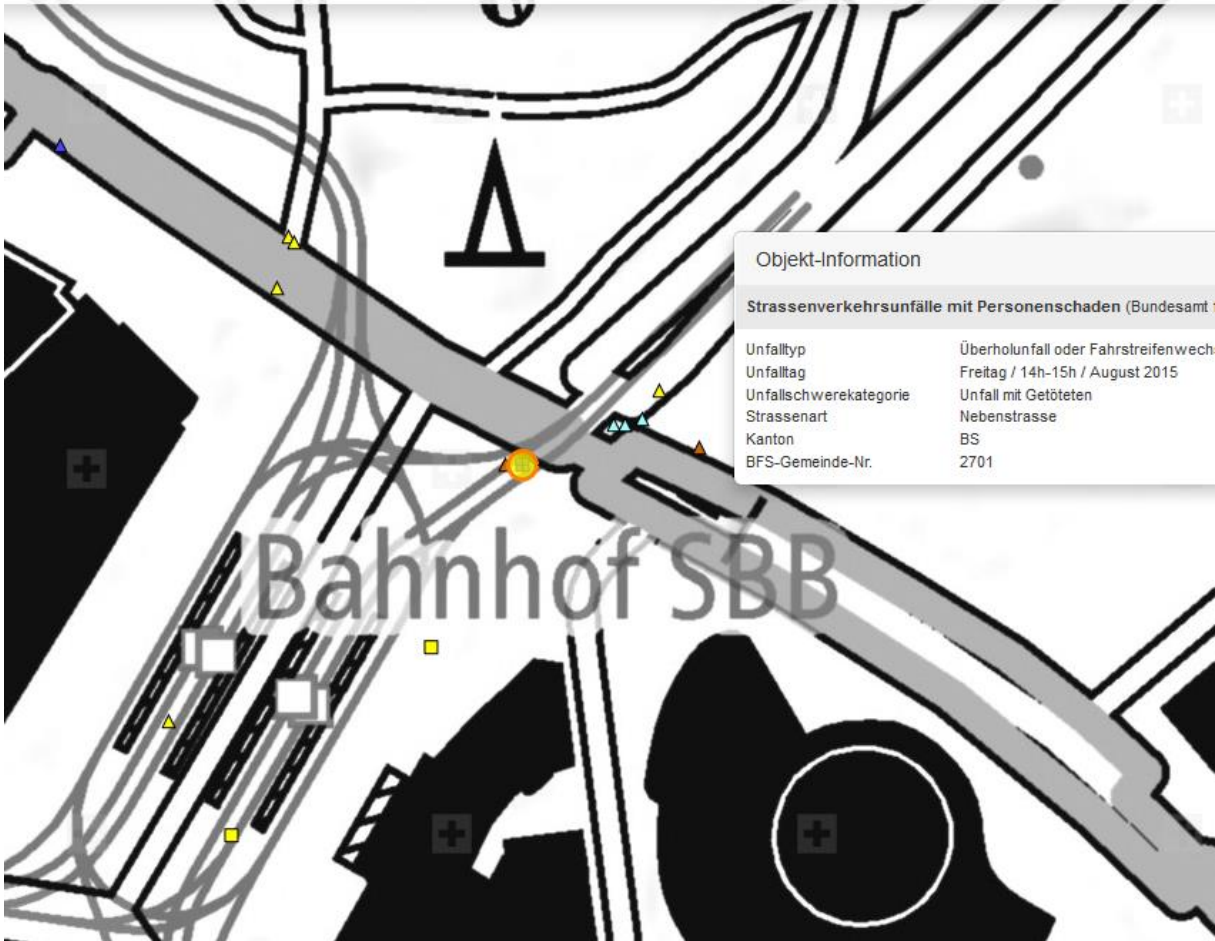 Objekt-Information
Strassenverkehrsunfälle mit Personenschaden (Bundesamt
Unfalltyp Überholunfall oder Fahrstreifenwechs
Unfalltag Freitag / 14h-15h / August 2015
Unfallschwerekategorie Unfall mit Getöteten
Strassenart Nebenstrasse
Kanton BS
BFS-Gemeinde-Nr. 2701
Bahnhof SBB